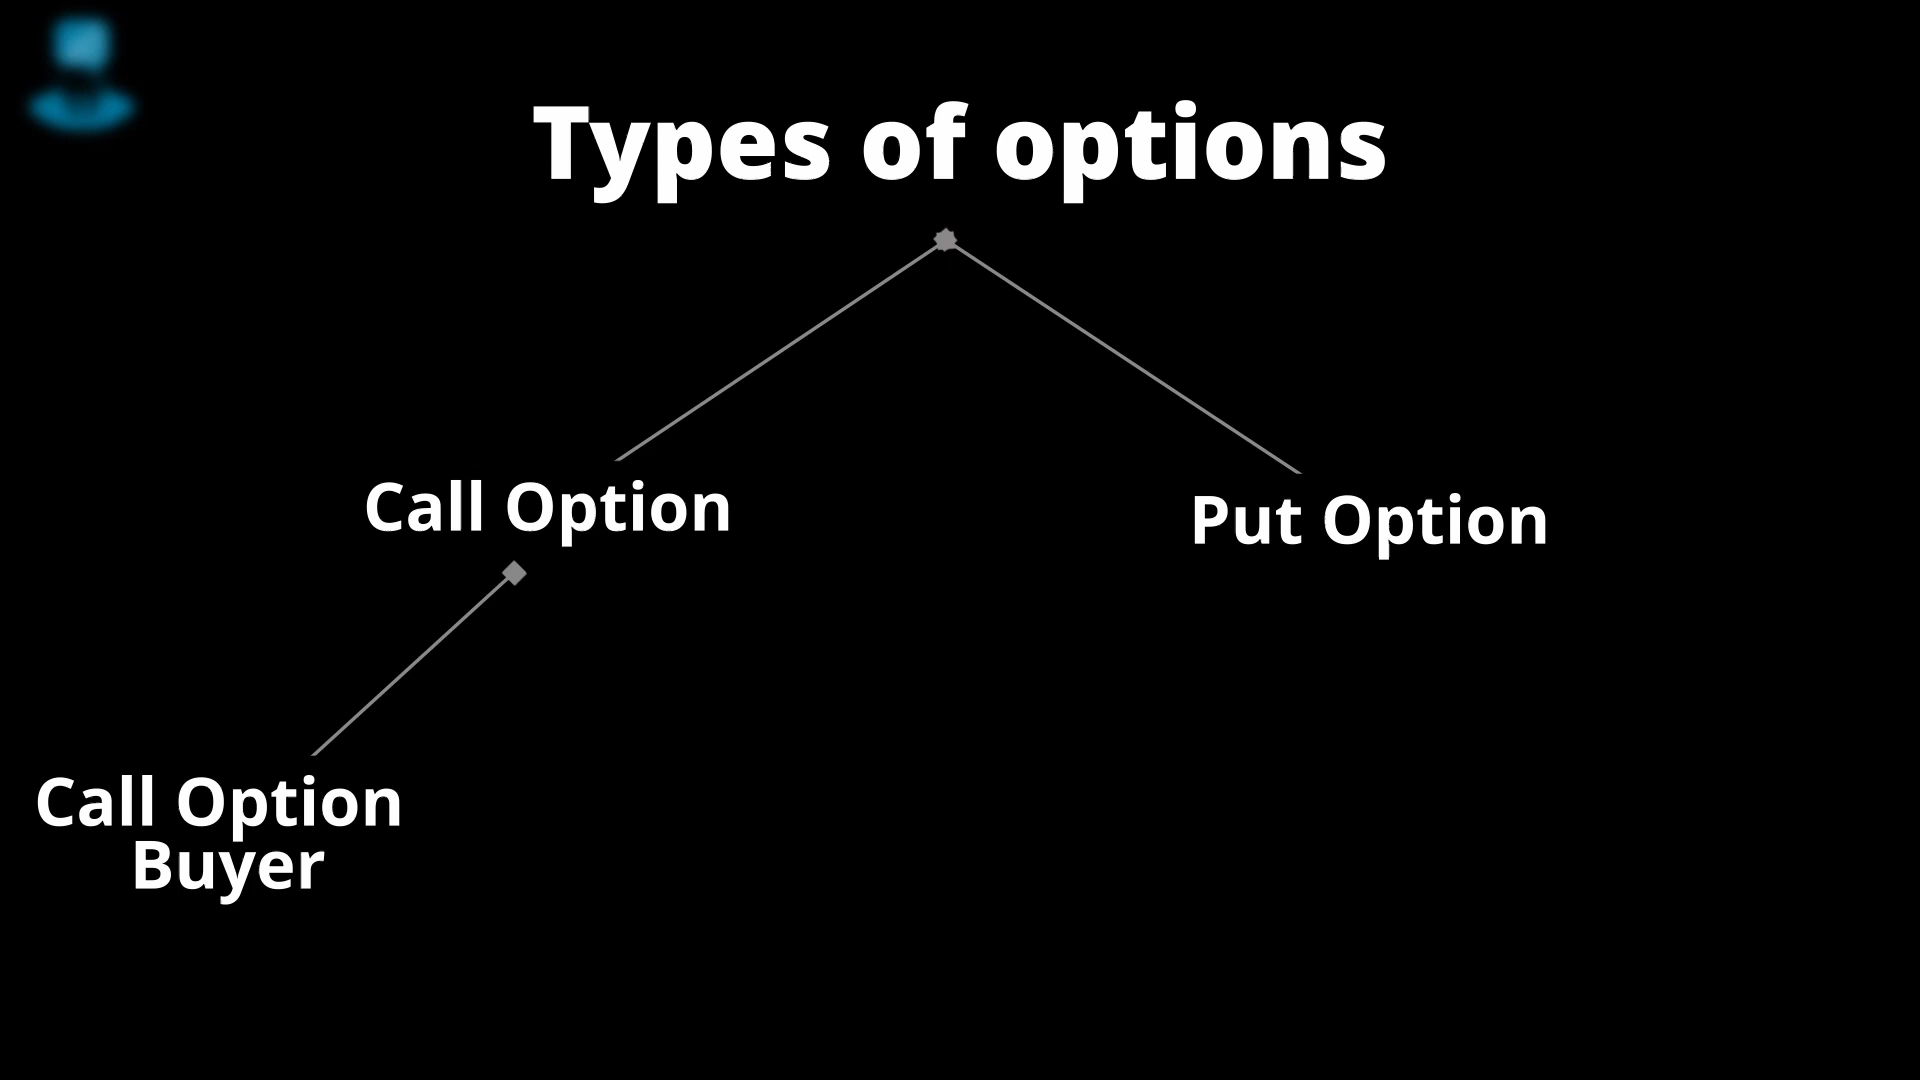 Types of options
Call Option
Put Option
Call Option
Buyer